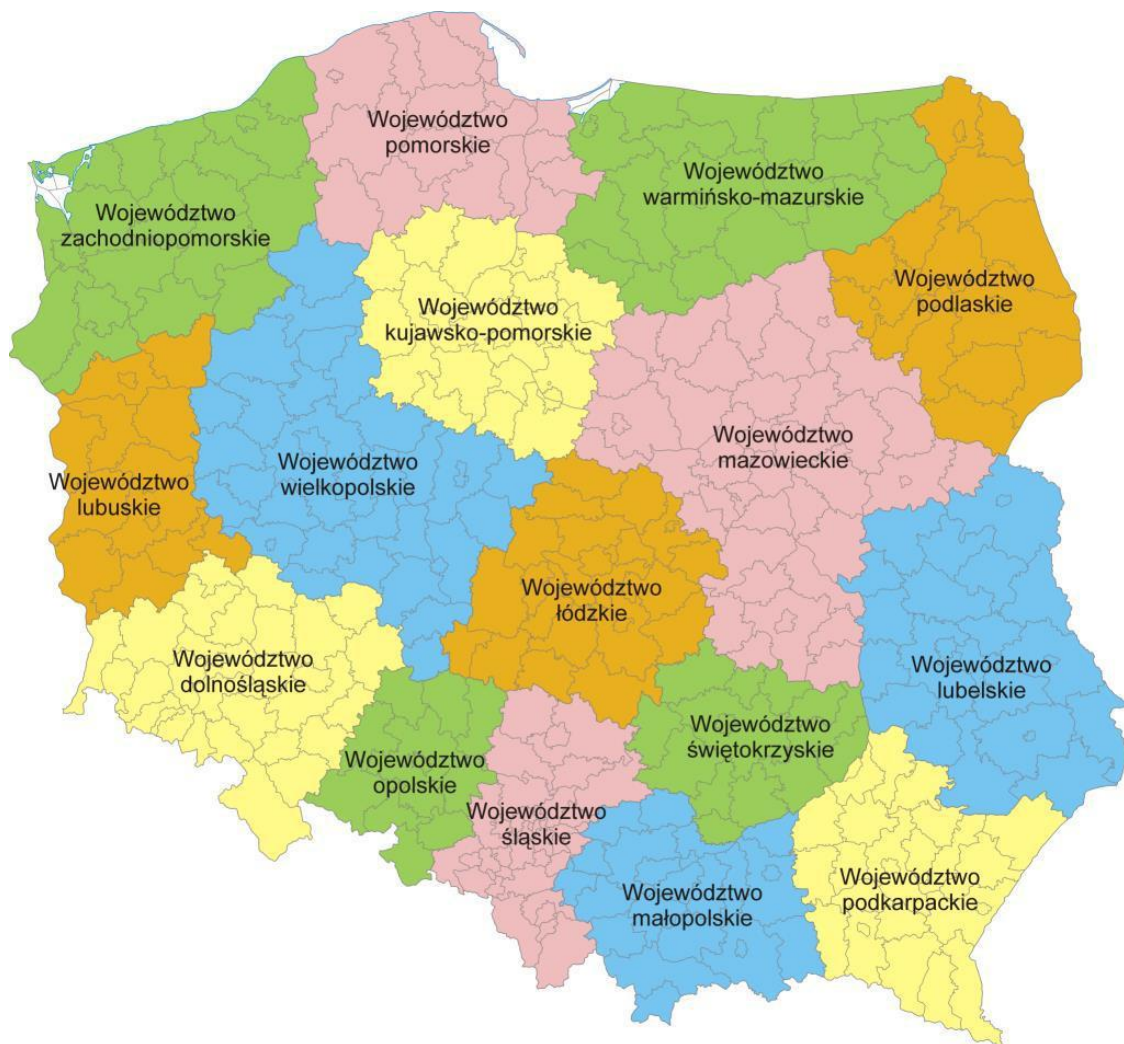 Województwo
pomorskie
Województwo
warmińsko-mazurskie
Województwo
zachodniopomorskie
Województwo
podlaskie
Województwo
kujawsko-pomorskie
Województwo
mazowieckie
Województwo
wielkopolskie
Województwo
lubuskie
Województwo
łódzkie
Województwo
dolnośląskie
Województwo
lubelskie
Województwo
świętokrzyskie
Województwo
opolskie
Województwo
śląskie
Województwo
podkarpackie
Województwo
małopolskie